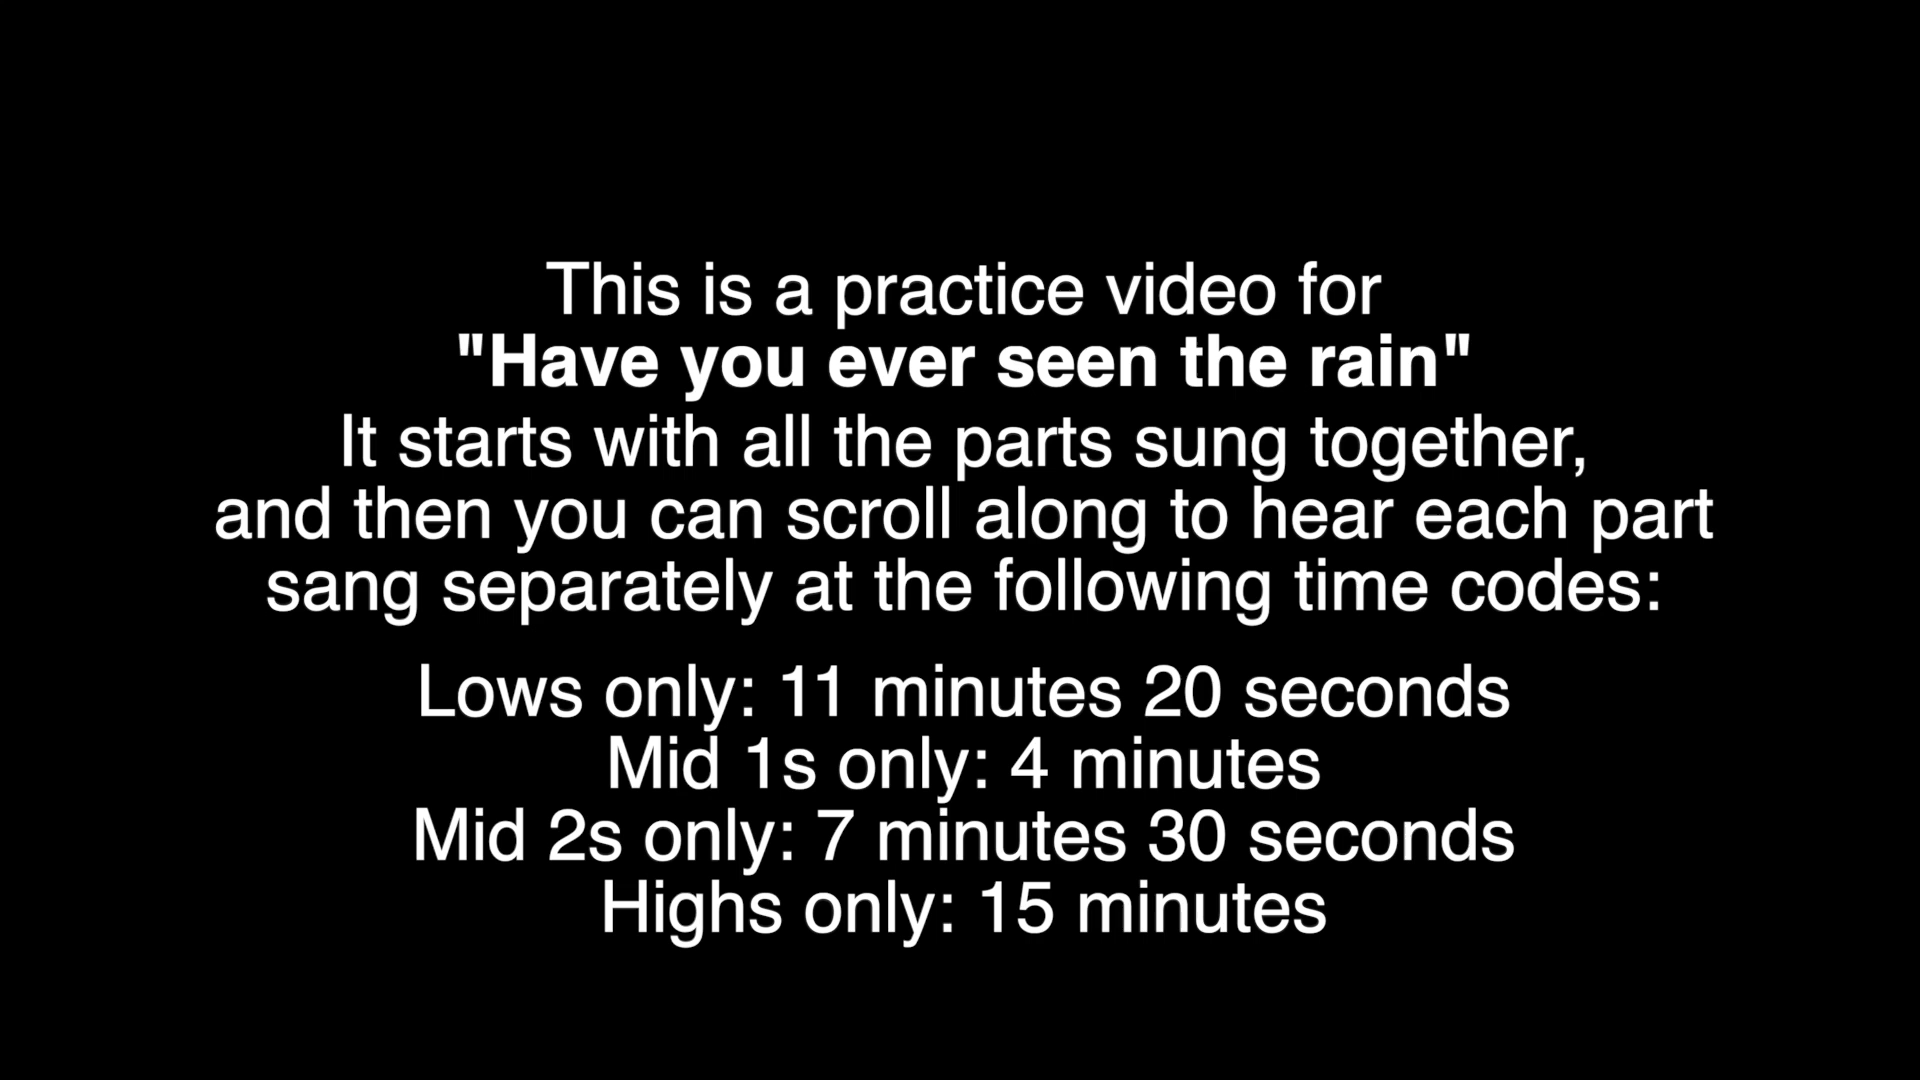 This is a practice video for
"Have you ever seen the rain"
It starts with all the parts sung together,
and then you can scroll along to hear each part
sang separately at the following time codes:
Lows only: 11 minutes 20 seconds
Mid 1s only: 4 minutes
Mid 2s only: 7 minutes 30 seconds
Highs only: 15 minutes